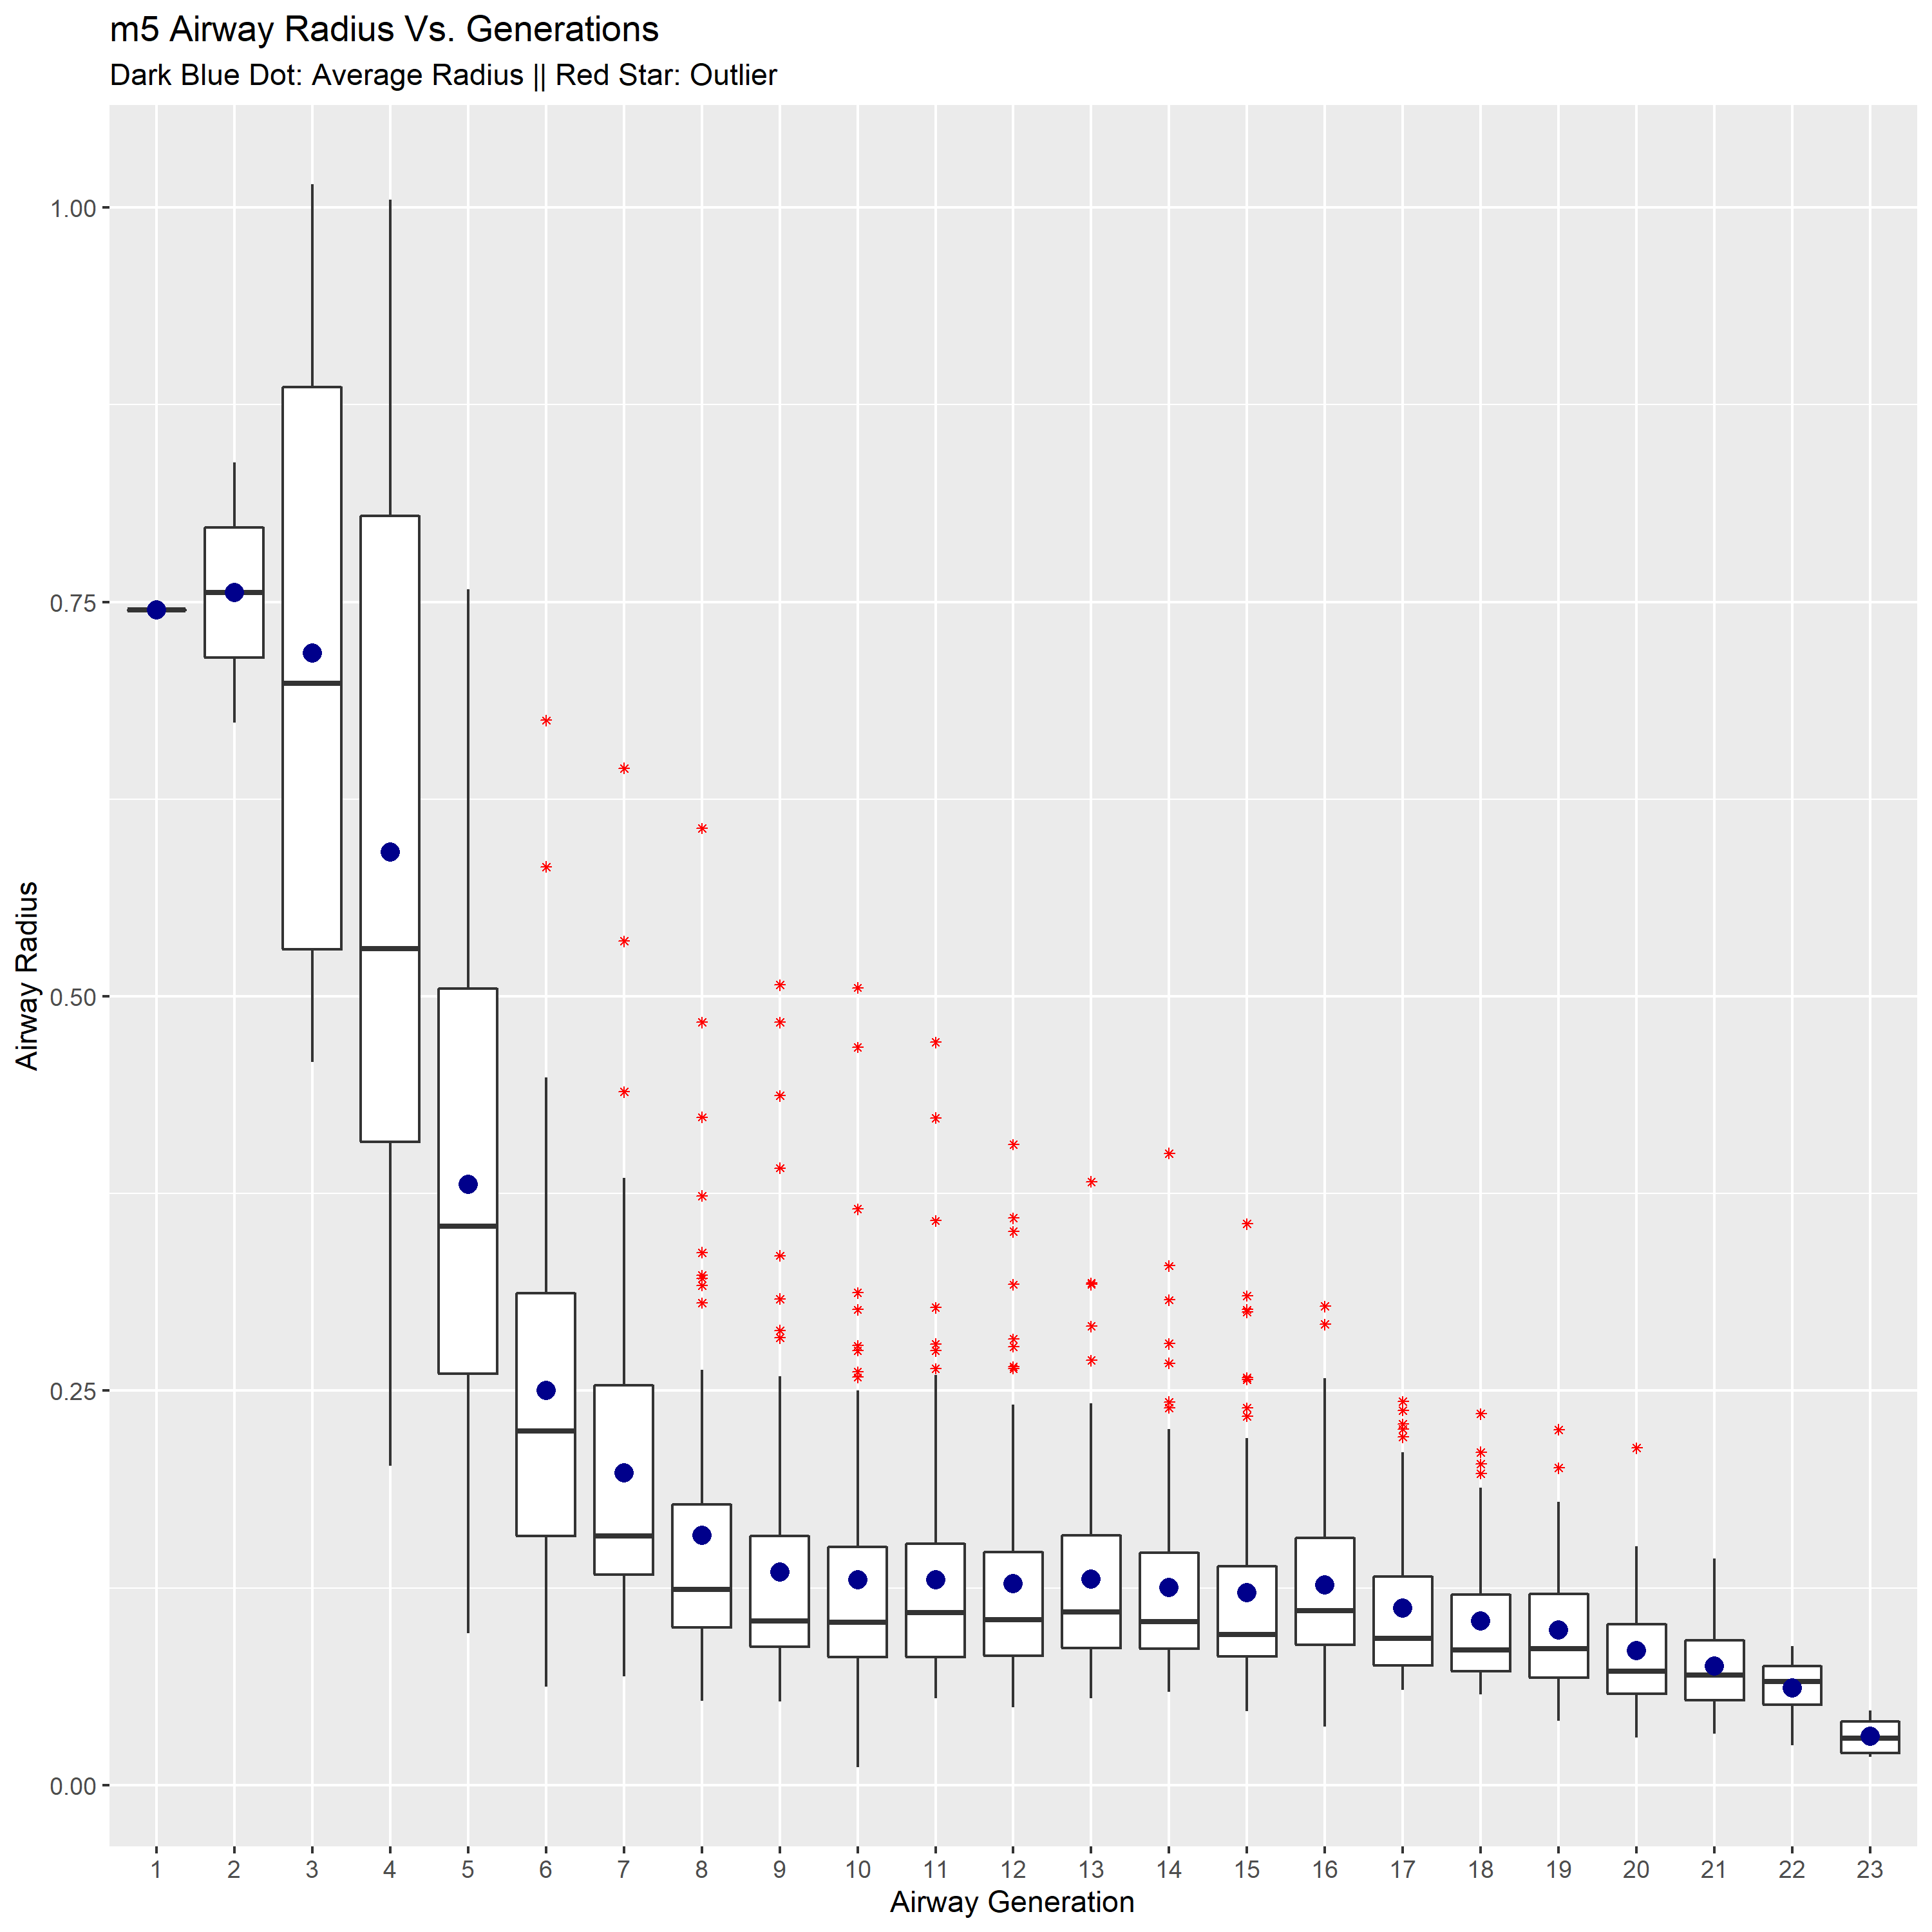 m5 Airway Radius Vs. Generations
Dark Blue Dot: Average Radius || Red Star: Outlier
Airway Radius
1.00
0.75
0.50
0.25
0.00
1 2 3 4 5 6 7 8 9 10 11 12 13 14 15 16 17 18 19 20 21 22 23
Airway Generation